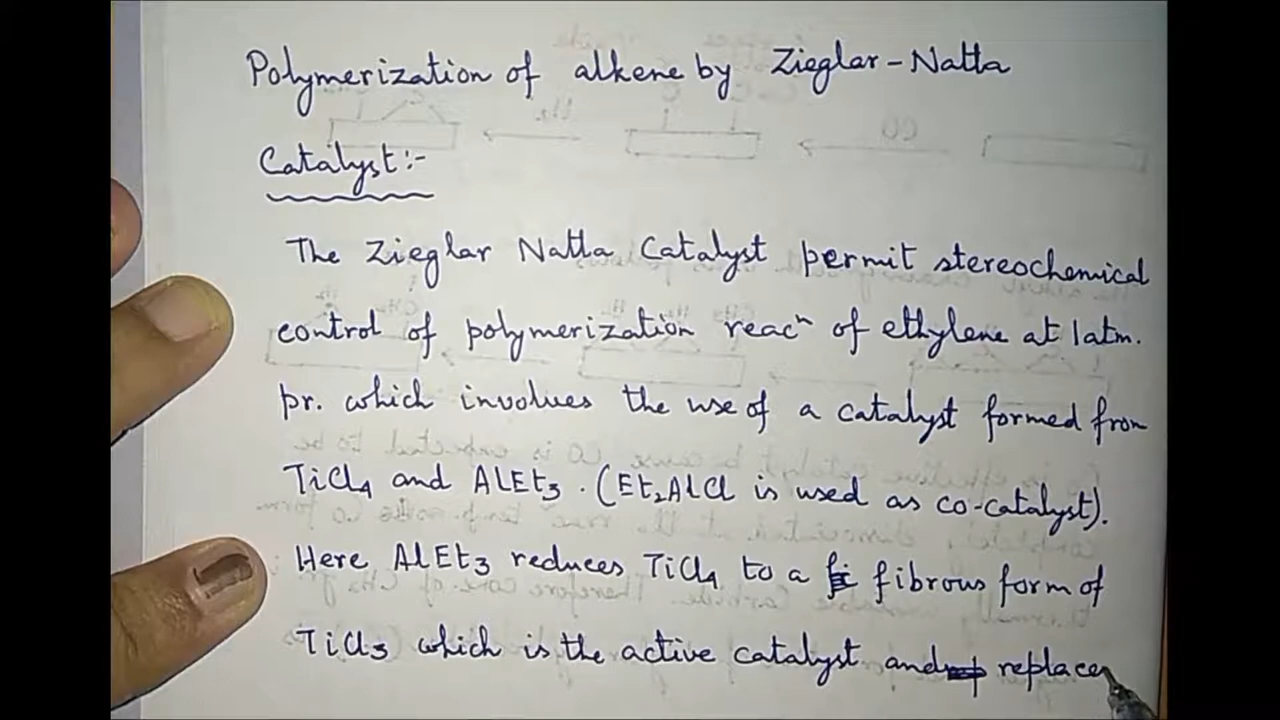 Polymerization of alkene by Zieglar-Natta
Catalyst:-
The Zieglar Natta Catalyst permit stereochemical
control of polymerization reacⁿ of ethylene at 1atm.
pr. which involves the use of a catalyst formed from
TiCl₄ and AlEt₃. (Et₂AlCl is used as co-catalyst).
Here AlEt₃ reduces TiCl₄ to a fibrous form of
TiCl₃ which is the active catalyst and replace